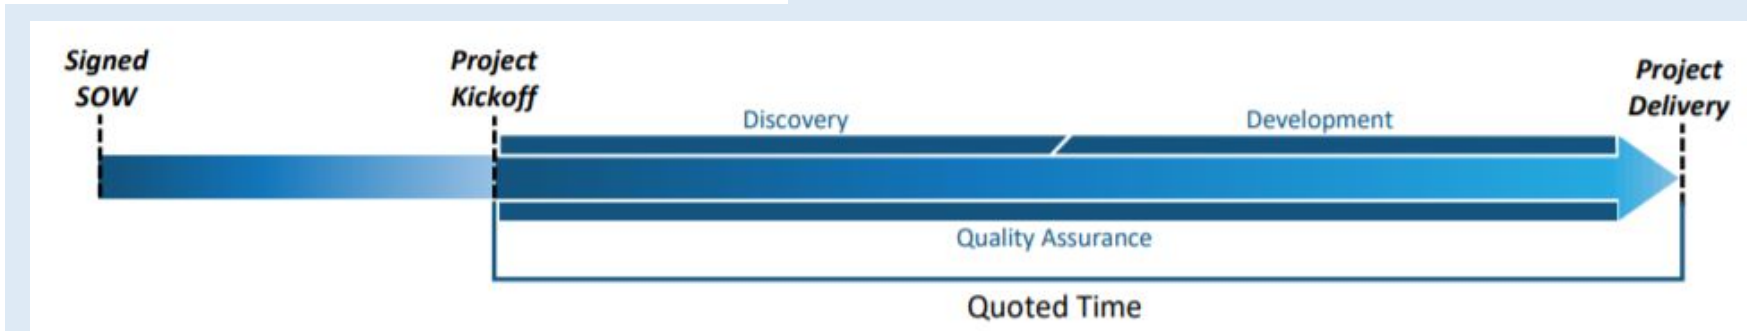 Signed
SOW
Project
Kickoff
Project
Delivery
Discovery
Development
Quality Assurance
Quoted Time